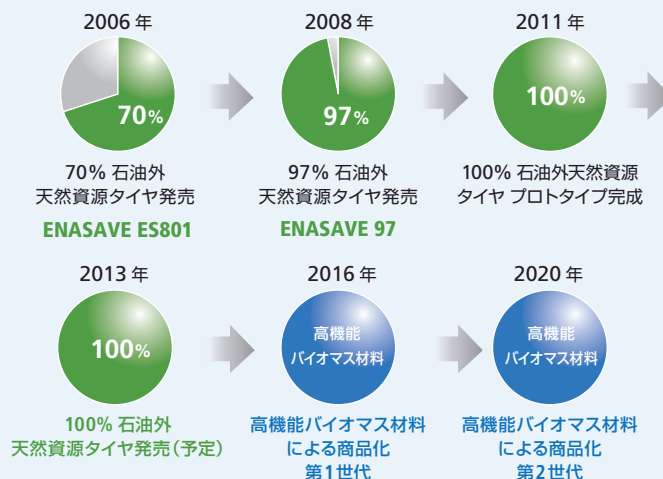 2006 年
70%
70% 石油外
天然資源タイヤ発売
ENASAVE ES801
2008 年
97%
97% 石油外
天然資源タイヤ発売
ENASAVE 97
2011 年
100%
100% 石油外天然資源
タイヤ プロトタイプ完成
2013 年
100%
100% 石油外
天然資源タイヤ発売(予定)
2016 年
高機能
バイオマス材料
高機能バイオマス材料
による商品化
第1世代
2020 年
高機能
バイオマス材料
高機能バイオマス材料
による商品化
第2世代